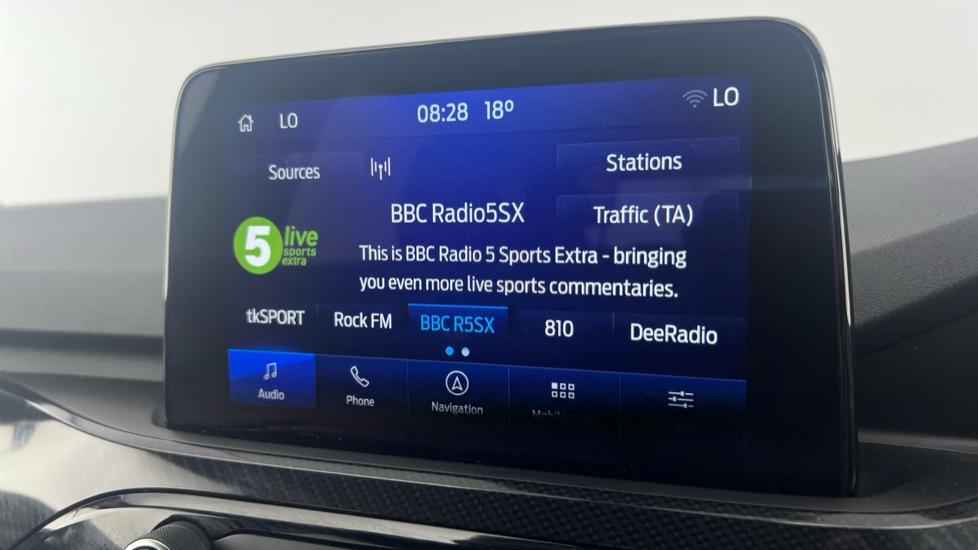 LO 08:28 18° LO
Sources Stations
BBC Radio5SX Traffic (TA)
5 live
sports
extra
This is BBC Radio 5 Sports Extra - bringing
you even more live sports commentaries.
tkSPORT Rock FM BBC R5SX 810 DeeRadio
Audio Phone Navigation